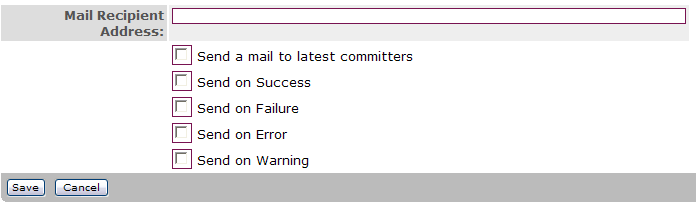 Mail Recipient
Address:
Send a mail to latest committers
Send on Success
Send on Failure
Send on Error
Send on Warning
Save Cancel